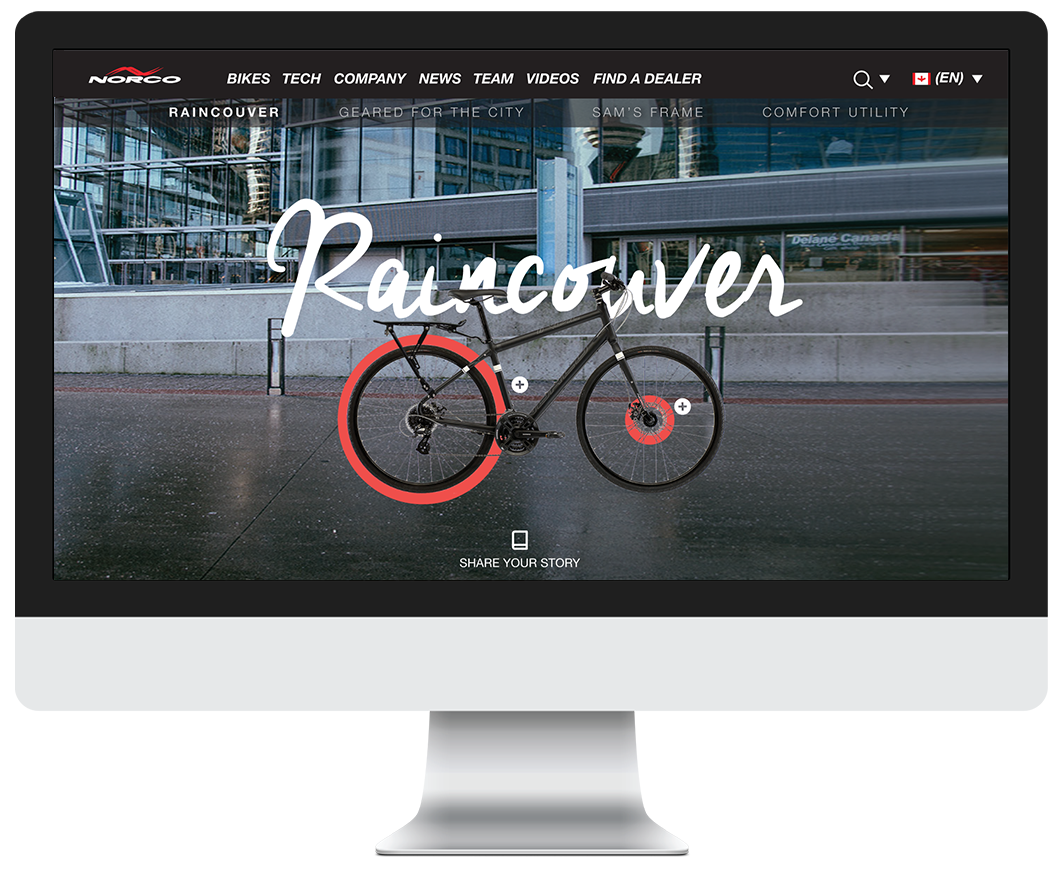 NORCO BIKES TECH COMPANY NEWS TEAM VIDEOS FIND A DEALER (EN)
RAINCOUVER GEARED FOR THE CITY SAM'S FRAME COMFORT UTILITY
Raincouver
Delane Canada
SHARE YOUR STORY